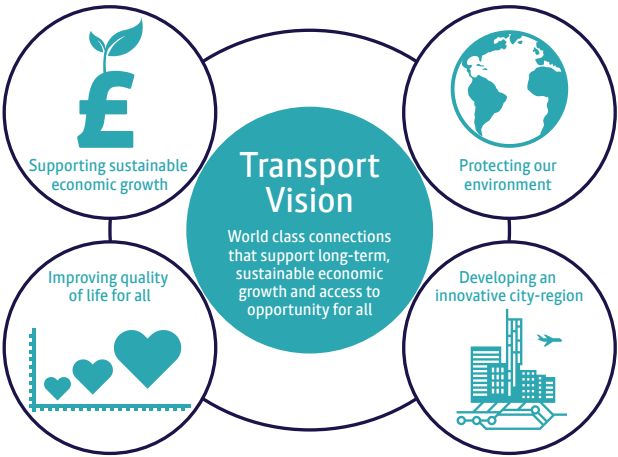 Supporting sustainable
economic growth
Transport
Vision
World class connections
that support long-term,
sustainable economic
growth and access to
opportunity for all
Protecting our
environment
Improving quality
of life for all
Developing an
innovative city-region